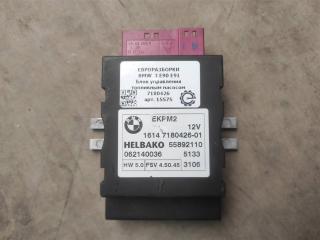 ЕВРОРАЗБОРКИ
BMW 3 E90 E91
Блок управления
топливным насосом
7180426
арт. 15575
EKPM2
12V
1614 7180426-01
HELBAKO 55892110
062140036 5133
HW 5.0 FSV 4.50.45 3106